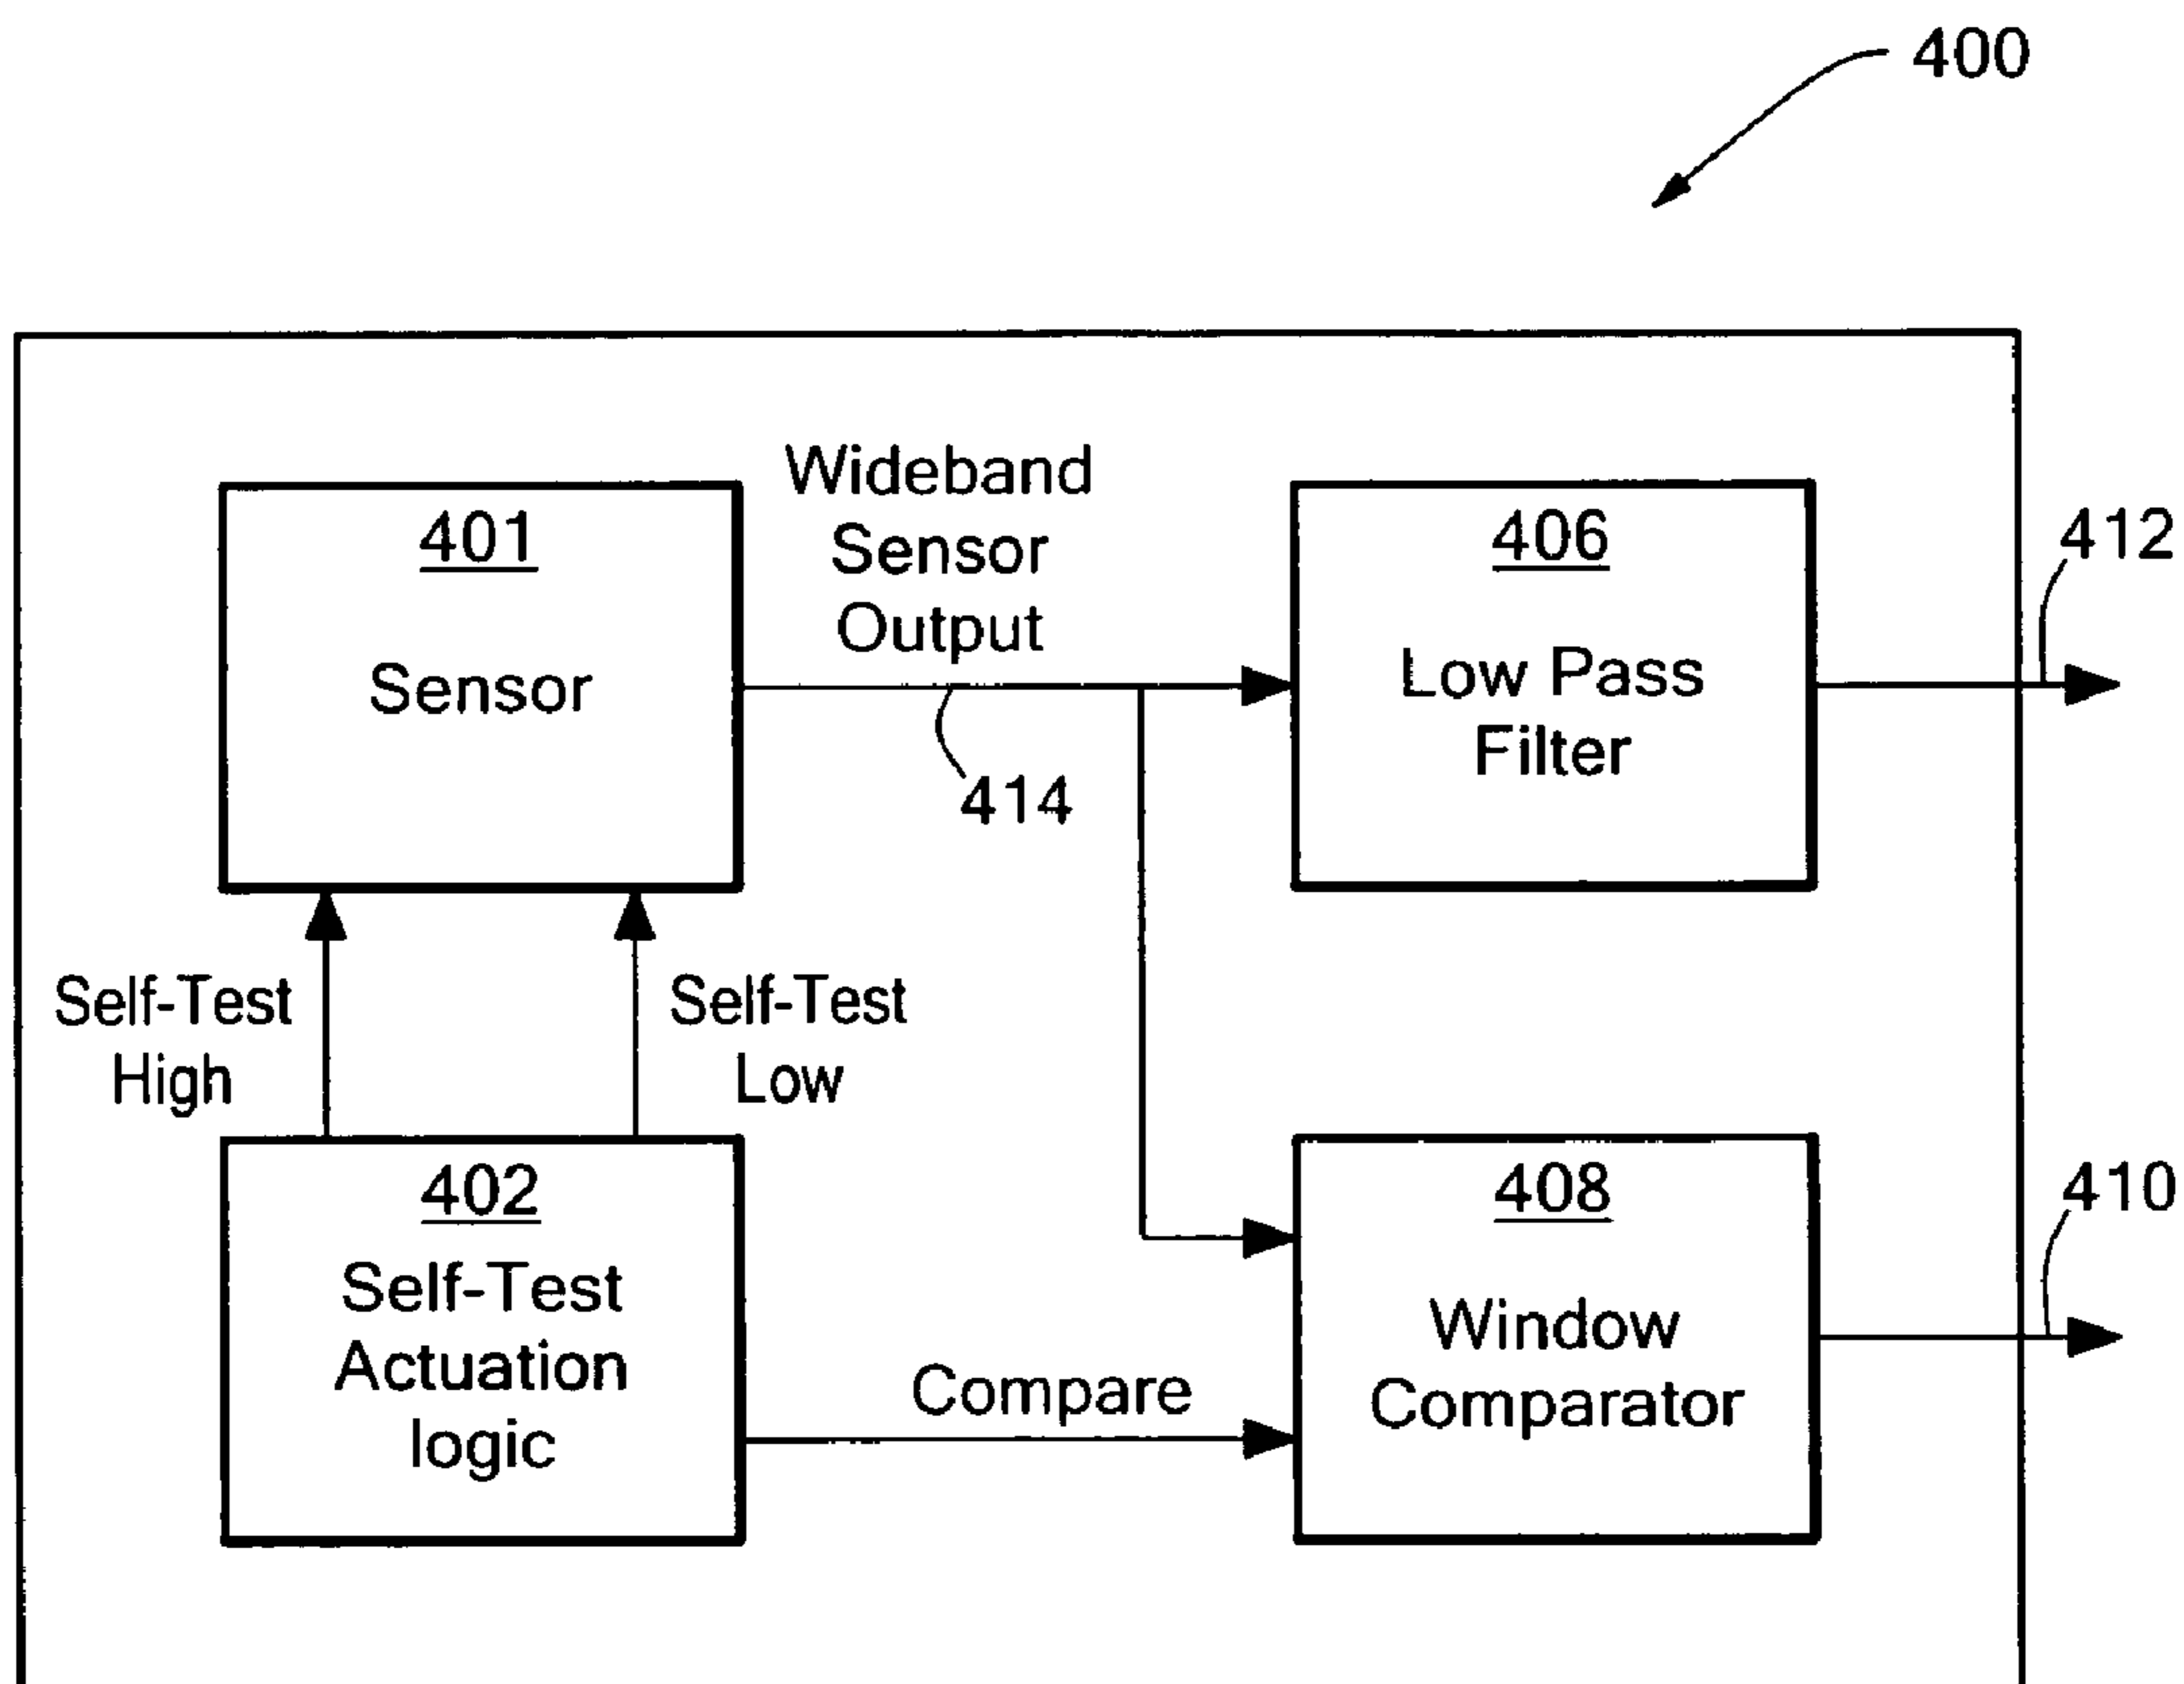 400
Wideband
Sensor
Output
401
Sensor
406
Low Pass
Filter
412
414
Self-Test
High
Self-Test
Low
402
Self-Test
Actuation
logic
Compare
408
Window
Comparator
410